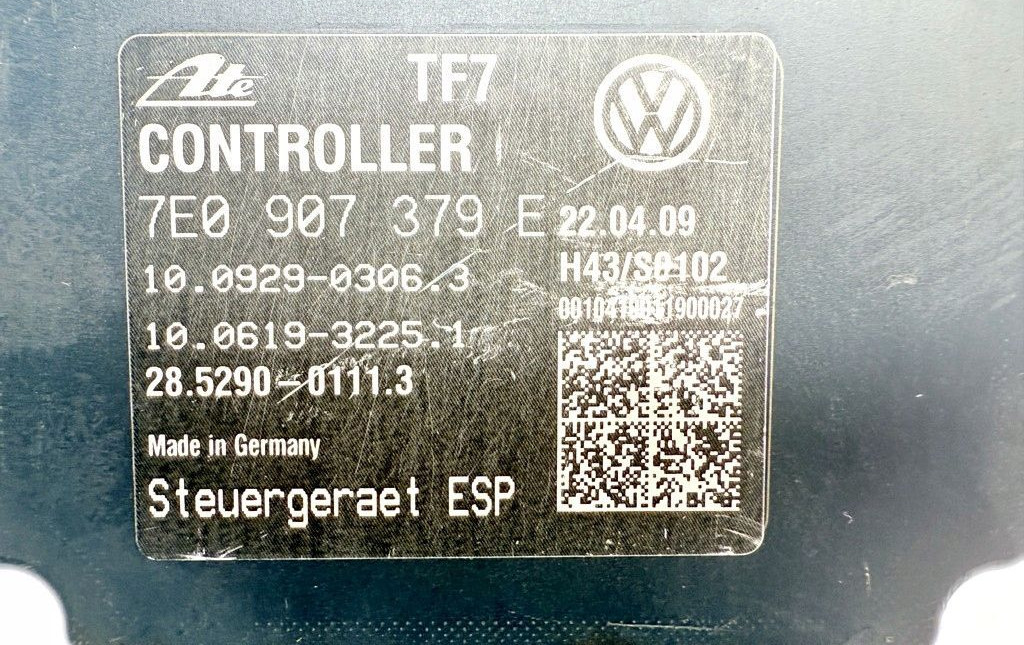 Ate TF7
CONTROLLER
7E0 907 379 E
22.04.09
10.0929-0306.3
H43/S0102
10.0619-3225.1
28.5290-0111.3
Made in Germany
Steuergeraet ESP